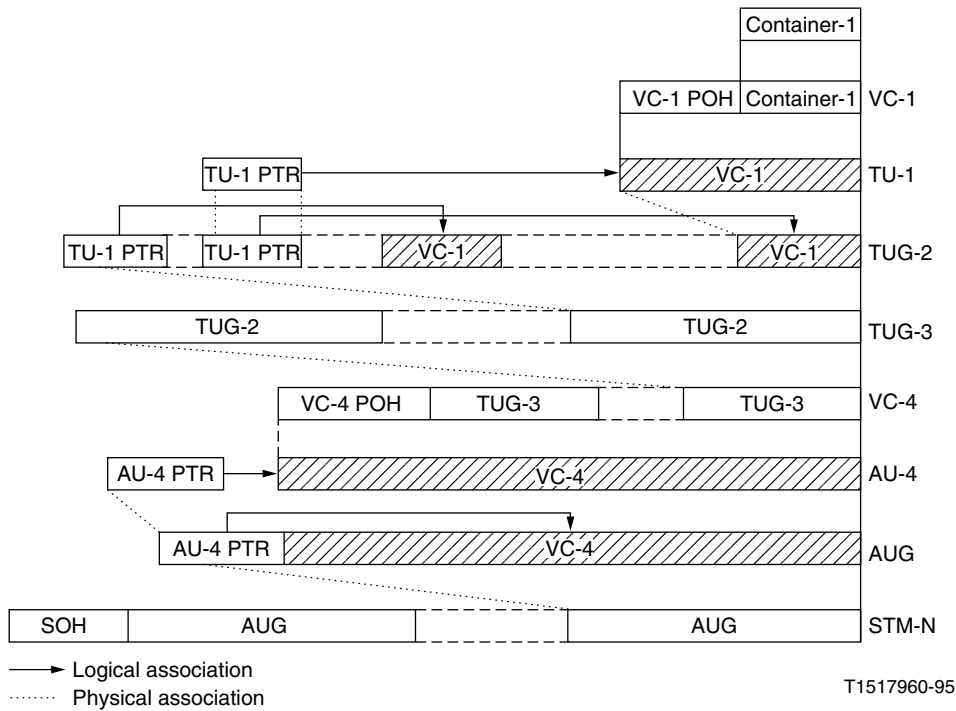 Container-1
VC-1 POH Container-1 VC-1
TU-1 PTR VC-1 TU-1
TU-1 PTR TU-1 PTR VC-1 VC-1 TUG-2
TUG-2 TUG-2 TUG-3
VC-4 POH TUG-3 TUG-3 VC-4
AU-4 PTR VC-4 AU-4
AU-4 PTR VC-4 AUG
SOH AUG AUG STM-N
Logical association
Physical association
T1517960-95